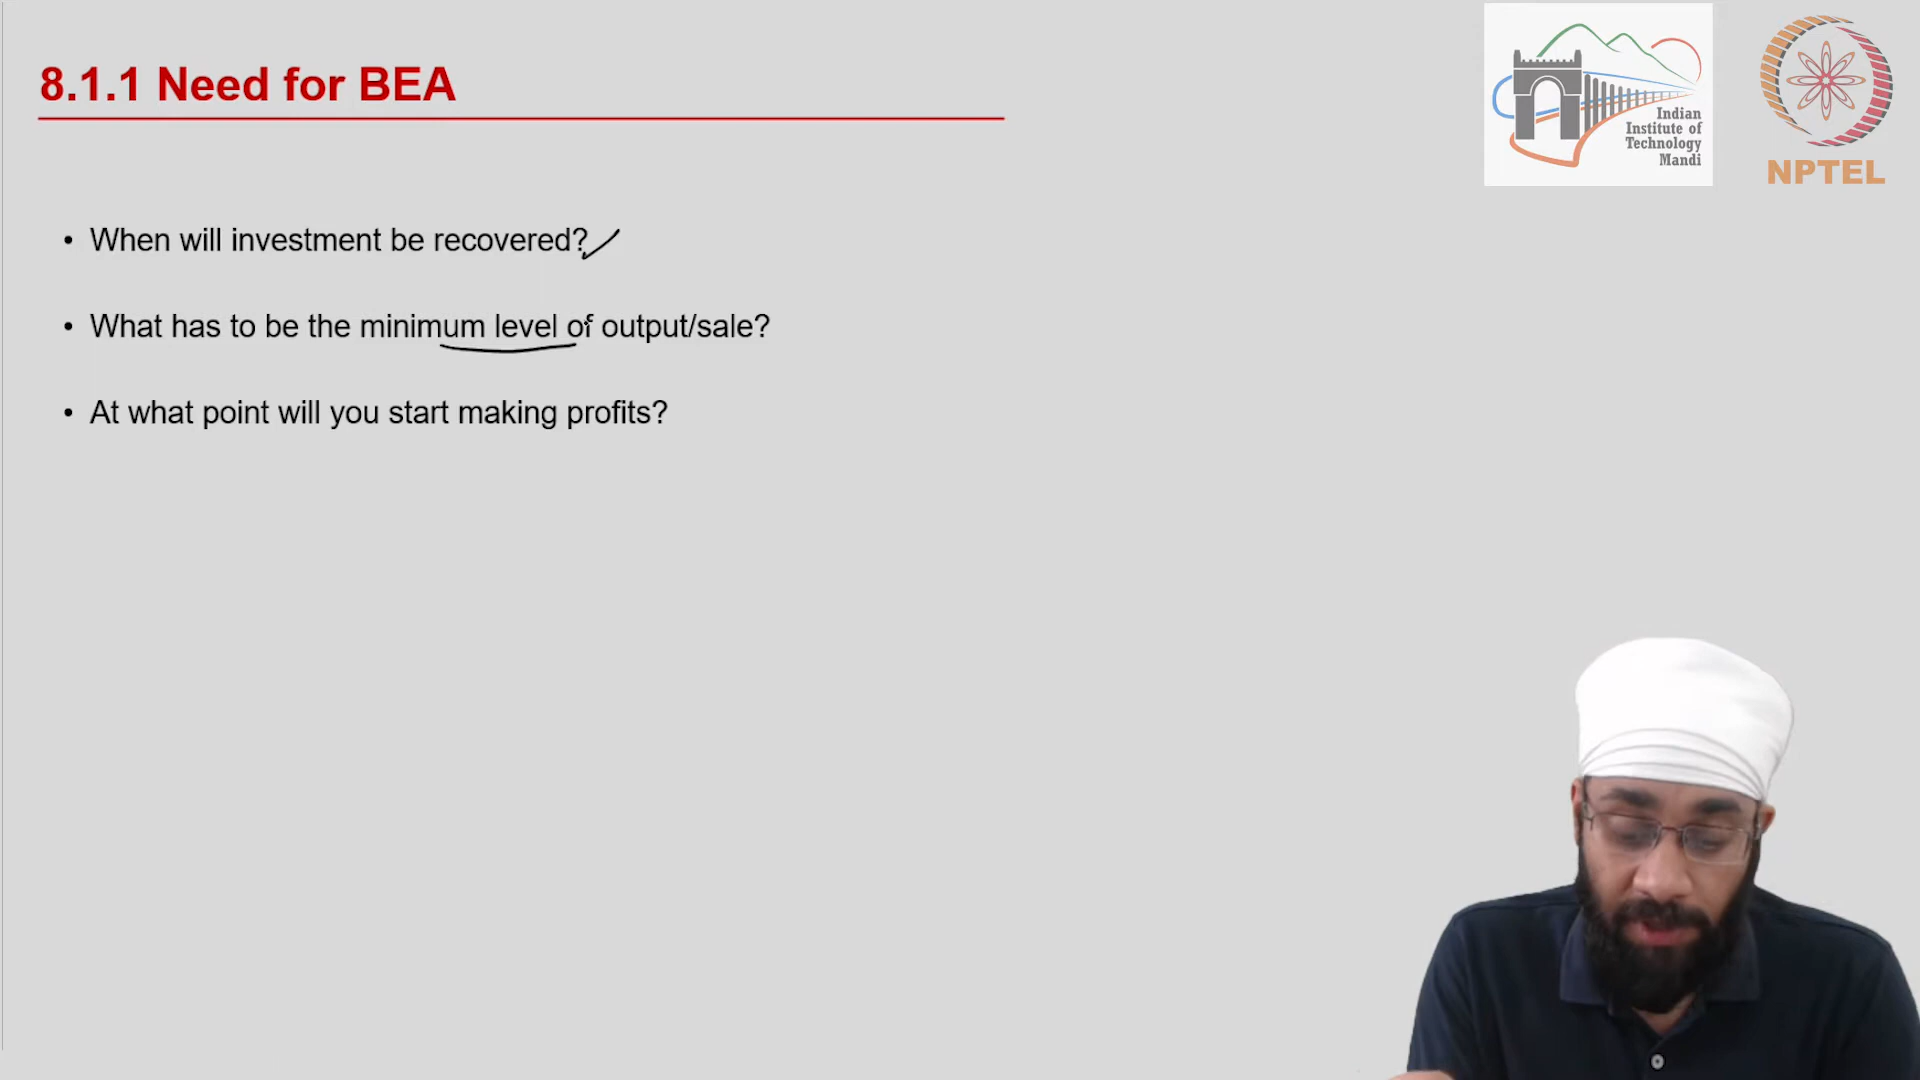 8.1.1 Need for BEA
Indian
Institute of
Technology
Mandi
NPTEL
• When will investment be recovered?
• What has to be the minimum level of output/sale?
• At what point will you start making profits?